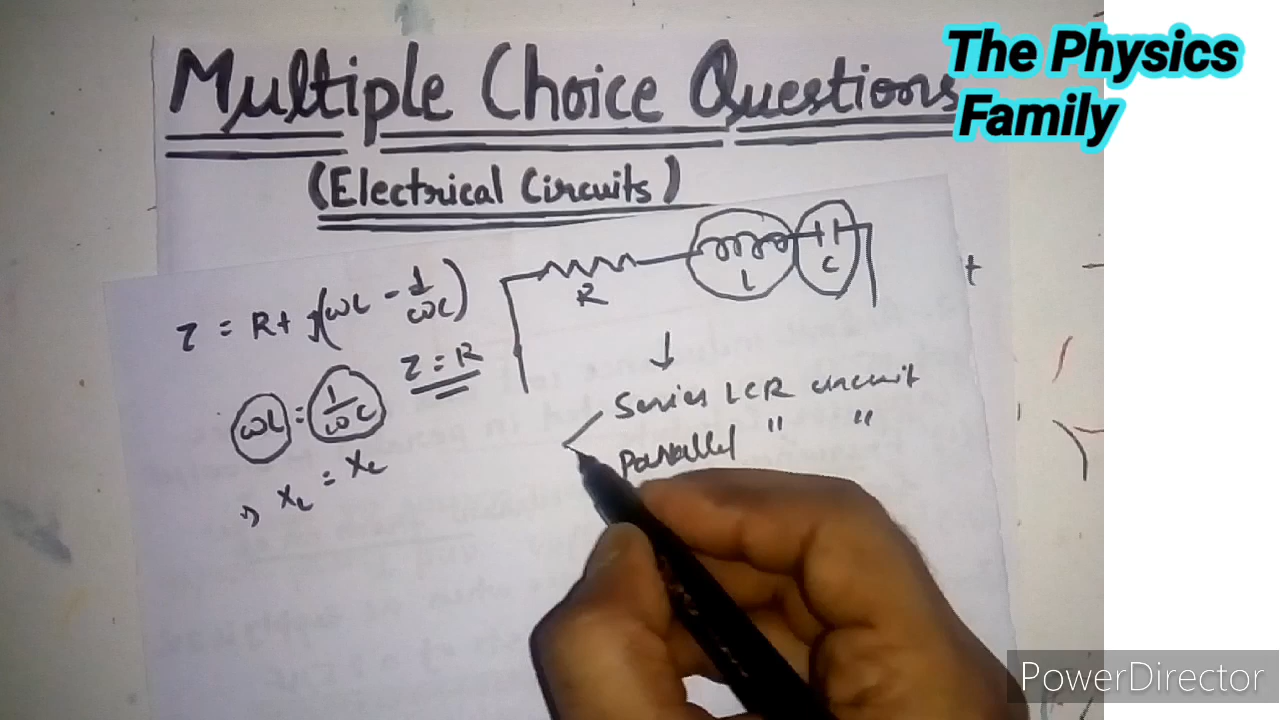 The Physics
Family
Multiple Choice Questions
(Electrical Circuits)
Z = R + j(ωL - 1/ωC)
Z = R
ωL = 1/ωC
⇒ XL = XC
R
L
C
↓
Series LCR circuit
Parallel " "
PowerDirector